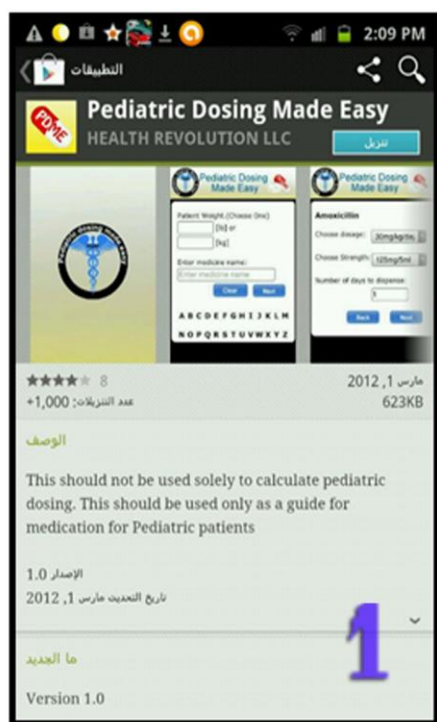 2:09 PM
التطبيقات
PDME
Pediatric Dosing Made Easy
HEALTH REVOLUTION LLC
تنزيل
Pediatric dosing made easy
Pediatric Dosing
Made Easy
Patient Weight (Choose One)
[lb] or
[kg]
Enter medicine name:
Enter medicine name
Clear Next
A B C D E F G H I J K L M
N O P Q R S T U V W X Y Z
Pediatric Dosing
Made Easy
Amoxicillin
Choose dosage:
Choose Strength: 125mg/5ml
Number of days to dispense:
Back Next
8
مارس 1, 2012
عدد التنزيلات: 1,000+
623KB
الوصف
This should not be used solely to calculate pediatric
dosing. This should be used only as a guide for
medication for Pediatric patients
الإصدار 1.0
تاريخ التحديث مارس 1, 2012
1
ما الجديد
Version 1.0